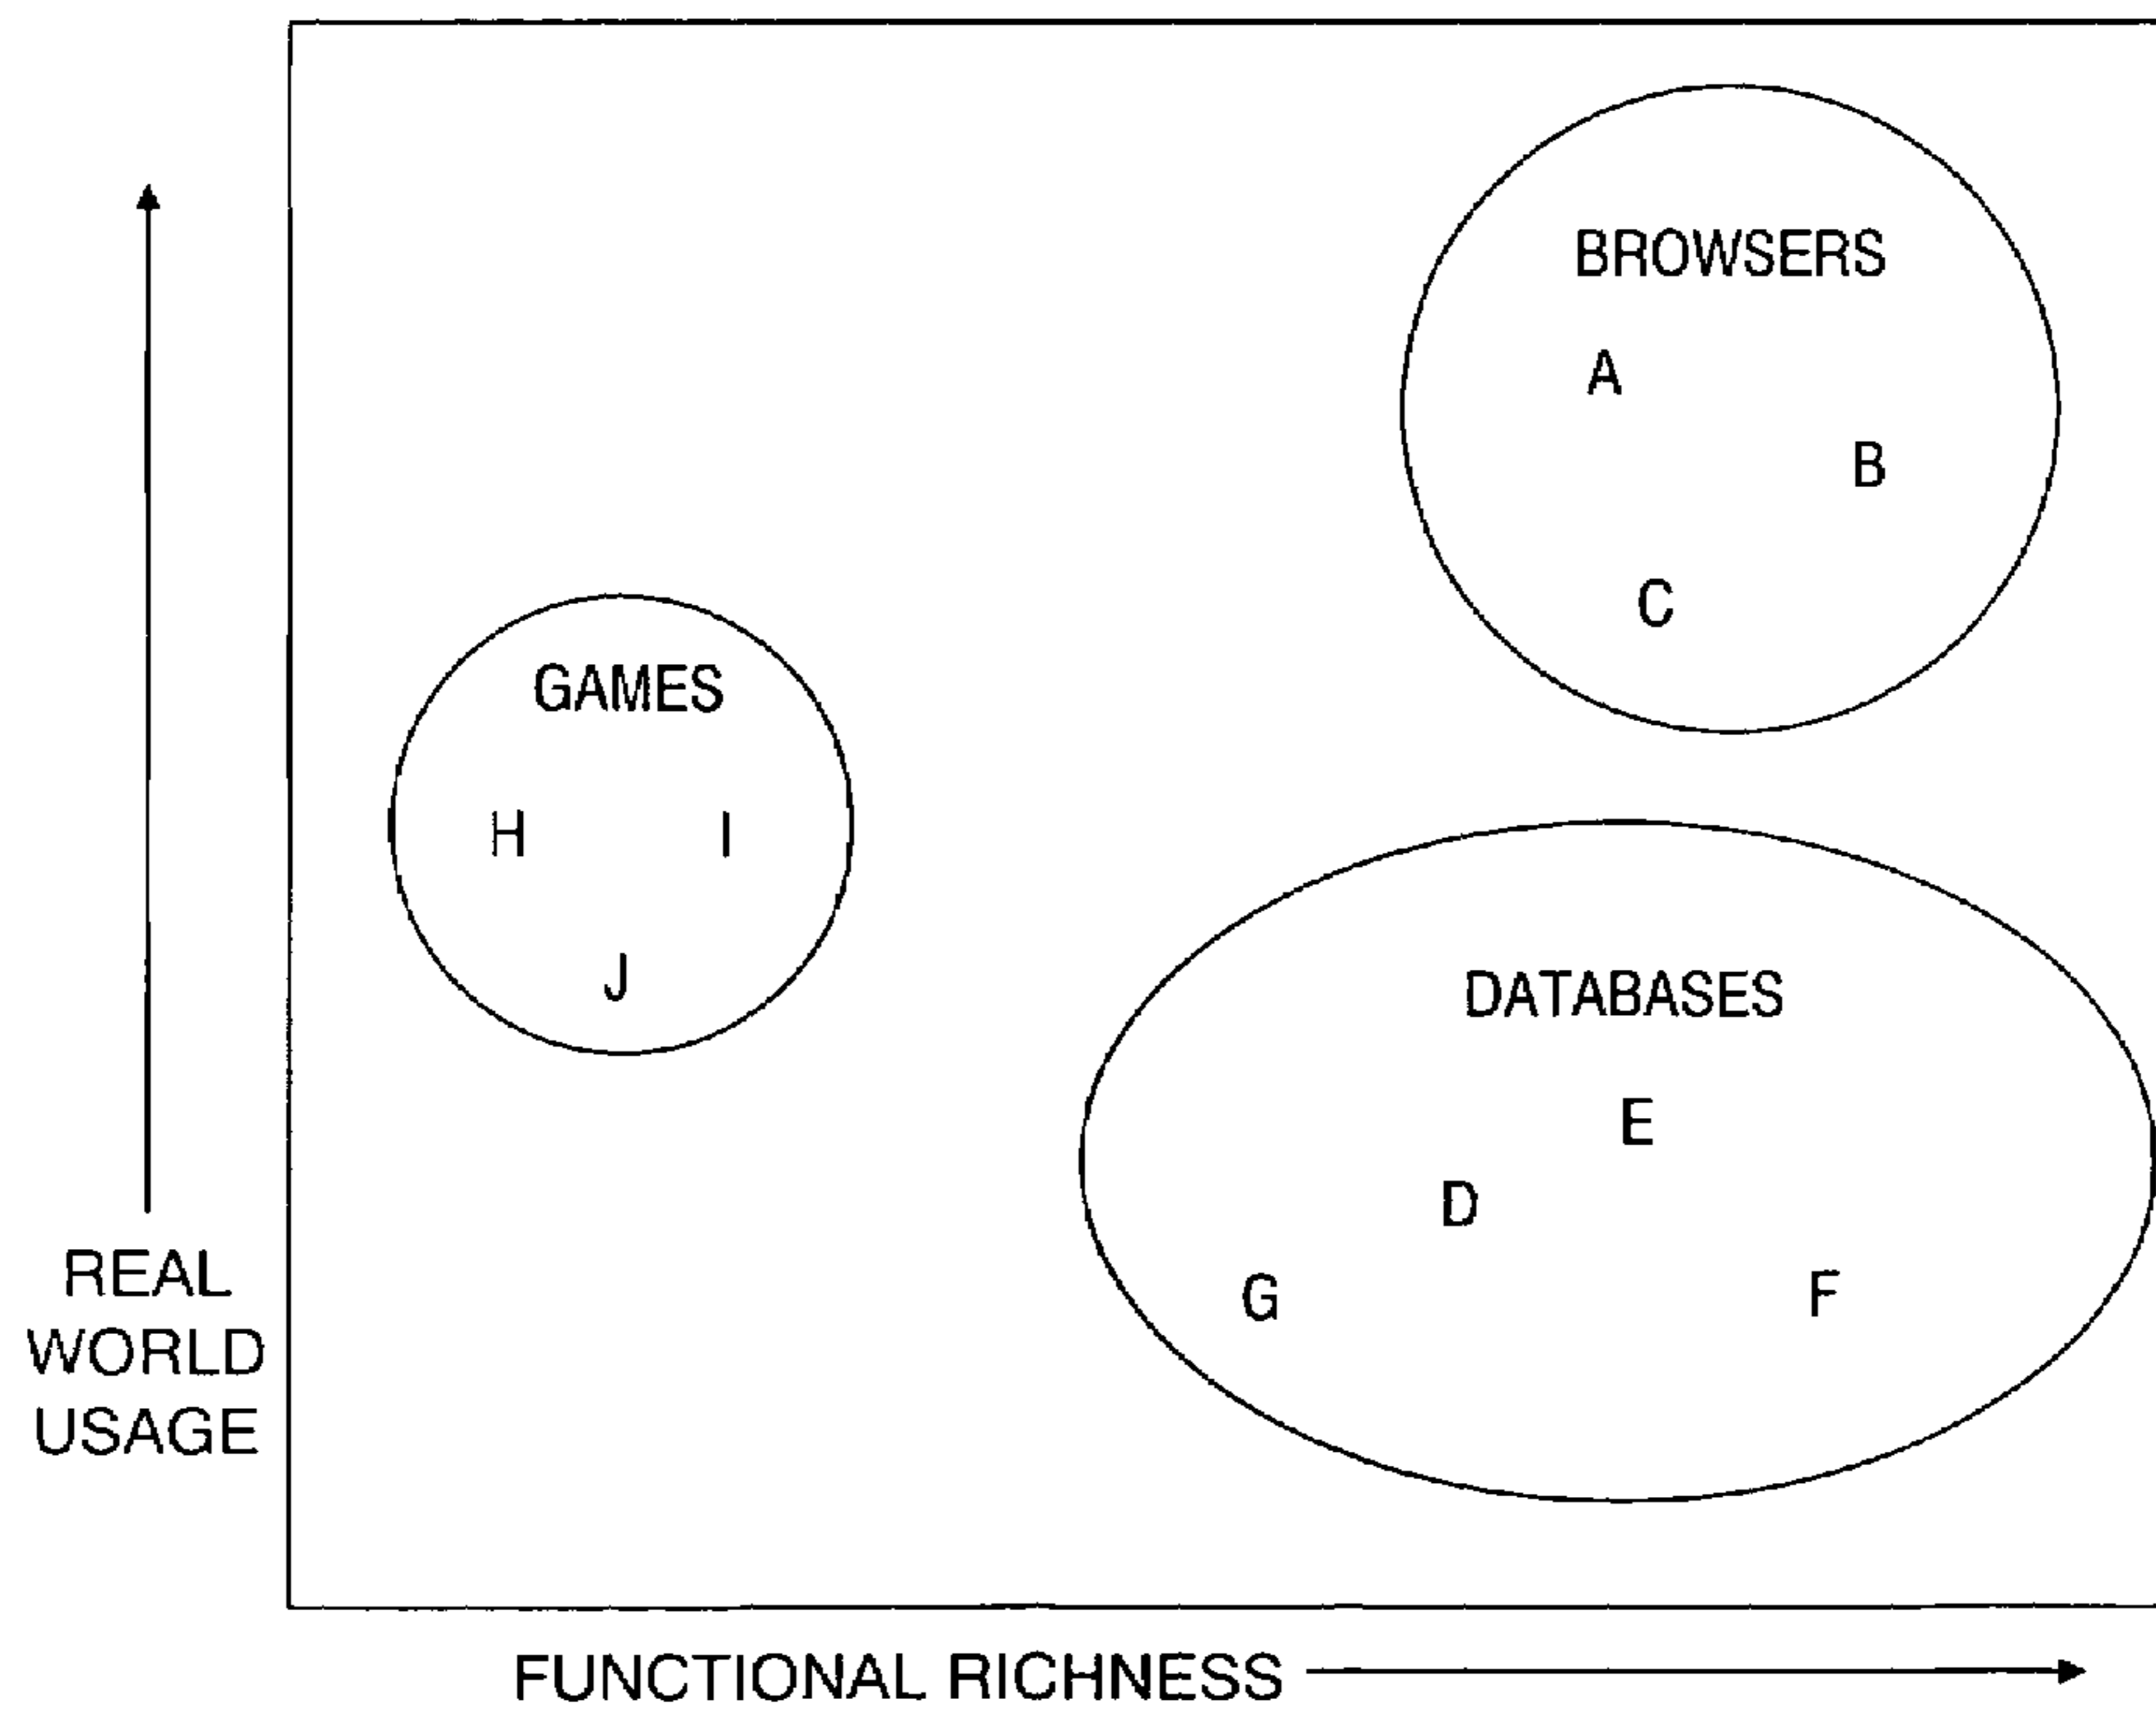 BROWSERS
A
B
C
GAMES
H I
J
DATABASES
E
D
G F
REAL
WORLD
USAGE
FUNCTIONAL RICHNESS